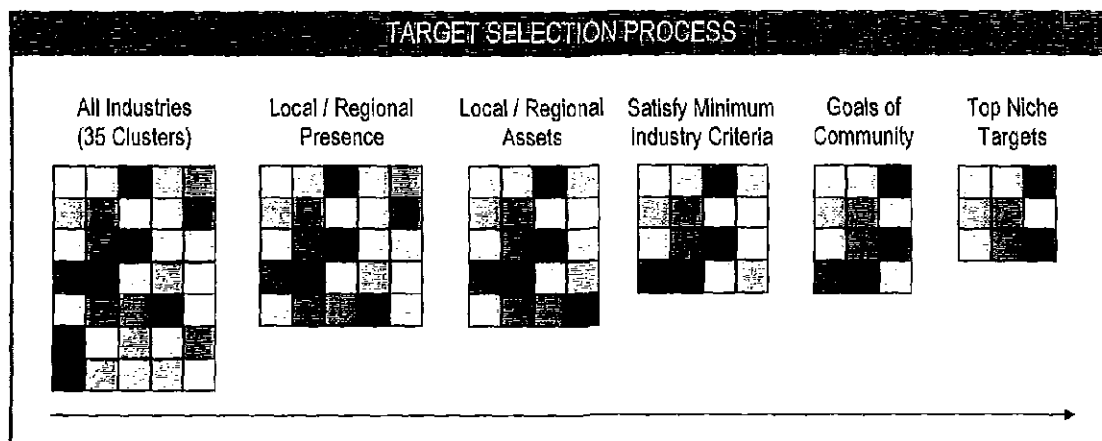 TARGET SELECTION PROCESS
All Industries
(35 Clusters)
Local / Regional
Presence
Local / Regional
Assets
Satisfy Minimum
Industry Criteria
Goals of
Community
Top Niche
Targets